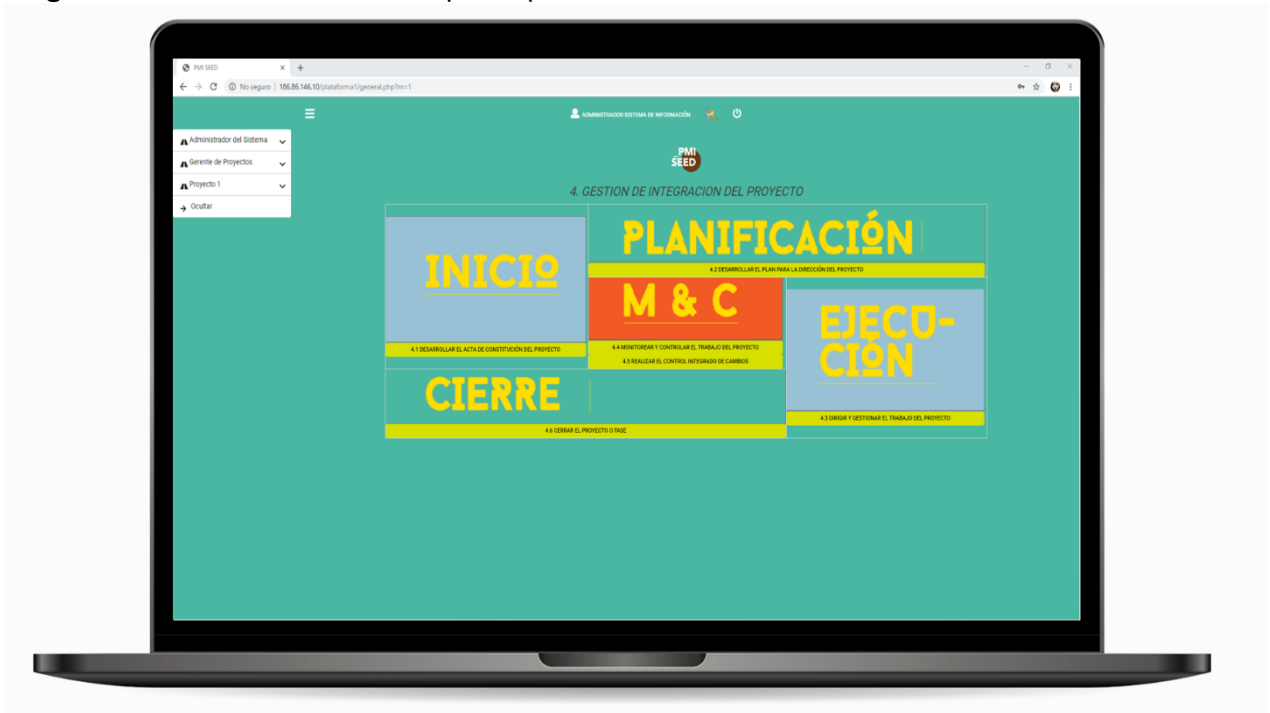 PMI SEED
No seguro | 186.86.146.10/plataforma1/general.php?m=1
ADMINISTRADOR SISTEMA DE INFORMACIÓN
Administrador del Sistema
Gerente de Proyectos
Proyecto 1
Ocultar
PMI
SEED
4. GESTION DE INTEGRACION DEL PROYECTO
INICIO
4.1 DESARROLLAR EL ACTA DE CONSTITUCIÓN DEL PROYECTO
PLANIFICACIÓN
4.2 DESARROLLAR EL PLAN PARA LA DIRECCIÓN DEL PROYECTO
M & C
4.4 MONITOREAR Y CONTROLAR EL TRABAJO DEL PROYECTO
4.5 REALIZAR EL CONTROL INTEGRADO DE CAMBIOS
EJECU-
CIÓN
4.3 DIRIGIR Y GESTIONAR EL TRABAJO DEL PROYECTO
CIERRE
4.6 CERRAR EL PROYECTO O FASE